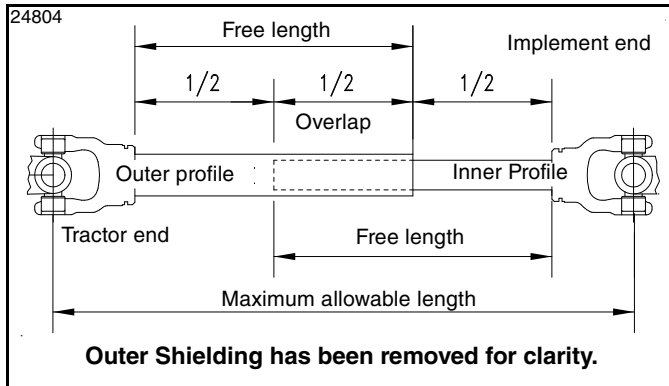 24804
Free length
Implement end
1/2 1/2 1/2
Overlap
Outer profile
Inner Profile
Tractor end
Free length
Maximum allowable length
Outer Shielding has been removed for clarity.